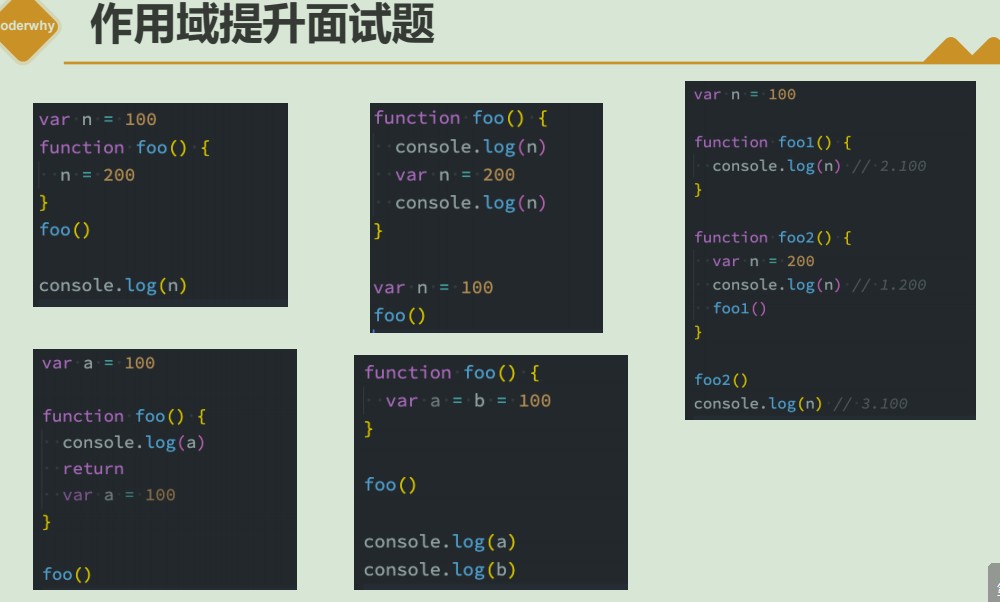 oderwhy
作用域提升面试题
var n = 100
function foo() {
  n = 200
}
foo()
console.log(n)
function foo() {
  console.log(n)
  var n = 200
  console.log(n)
}
var n = 100
foo()
var n = 100
function foo1() {
  console.log(n) // 2.100
}
function foo2() {
  var n = 200
  console.log(n) // 1.200
  foo1()
}
foo2()
console.log(n) // 3.100
var a = 100
function foo() {
  console.log(a)
  return
  var a = 100
}
foo()
function foo() {
  var a = b = 100
}
foo()
console.log(a)
console.log(b)